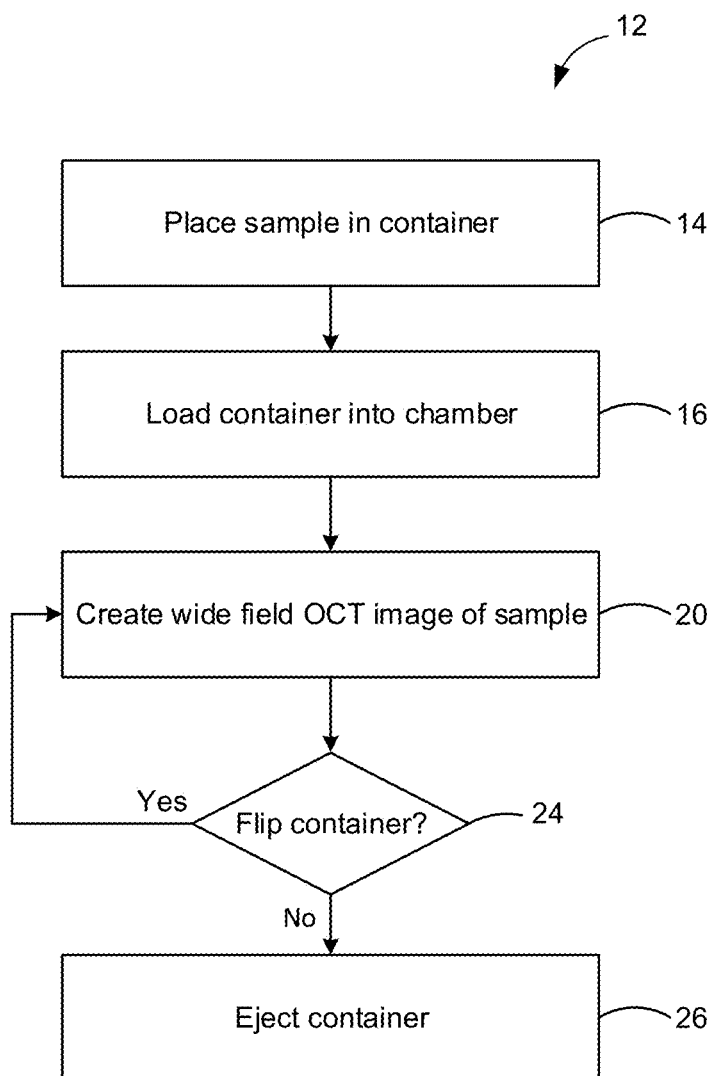 12
Place sample in container
14
Load container into chamber
16
Create wide field OCT image of sample
20
Yes
Flip container?
24
No
Eject container
26